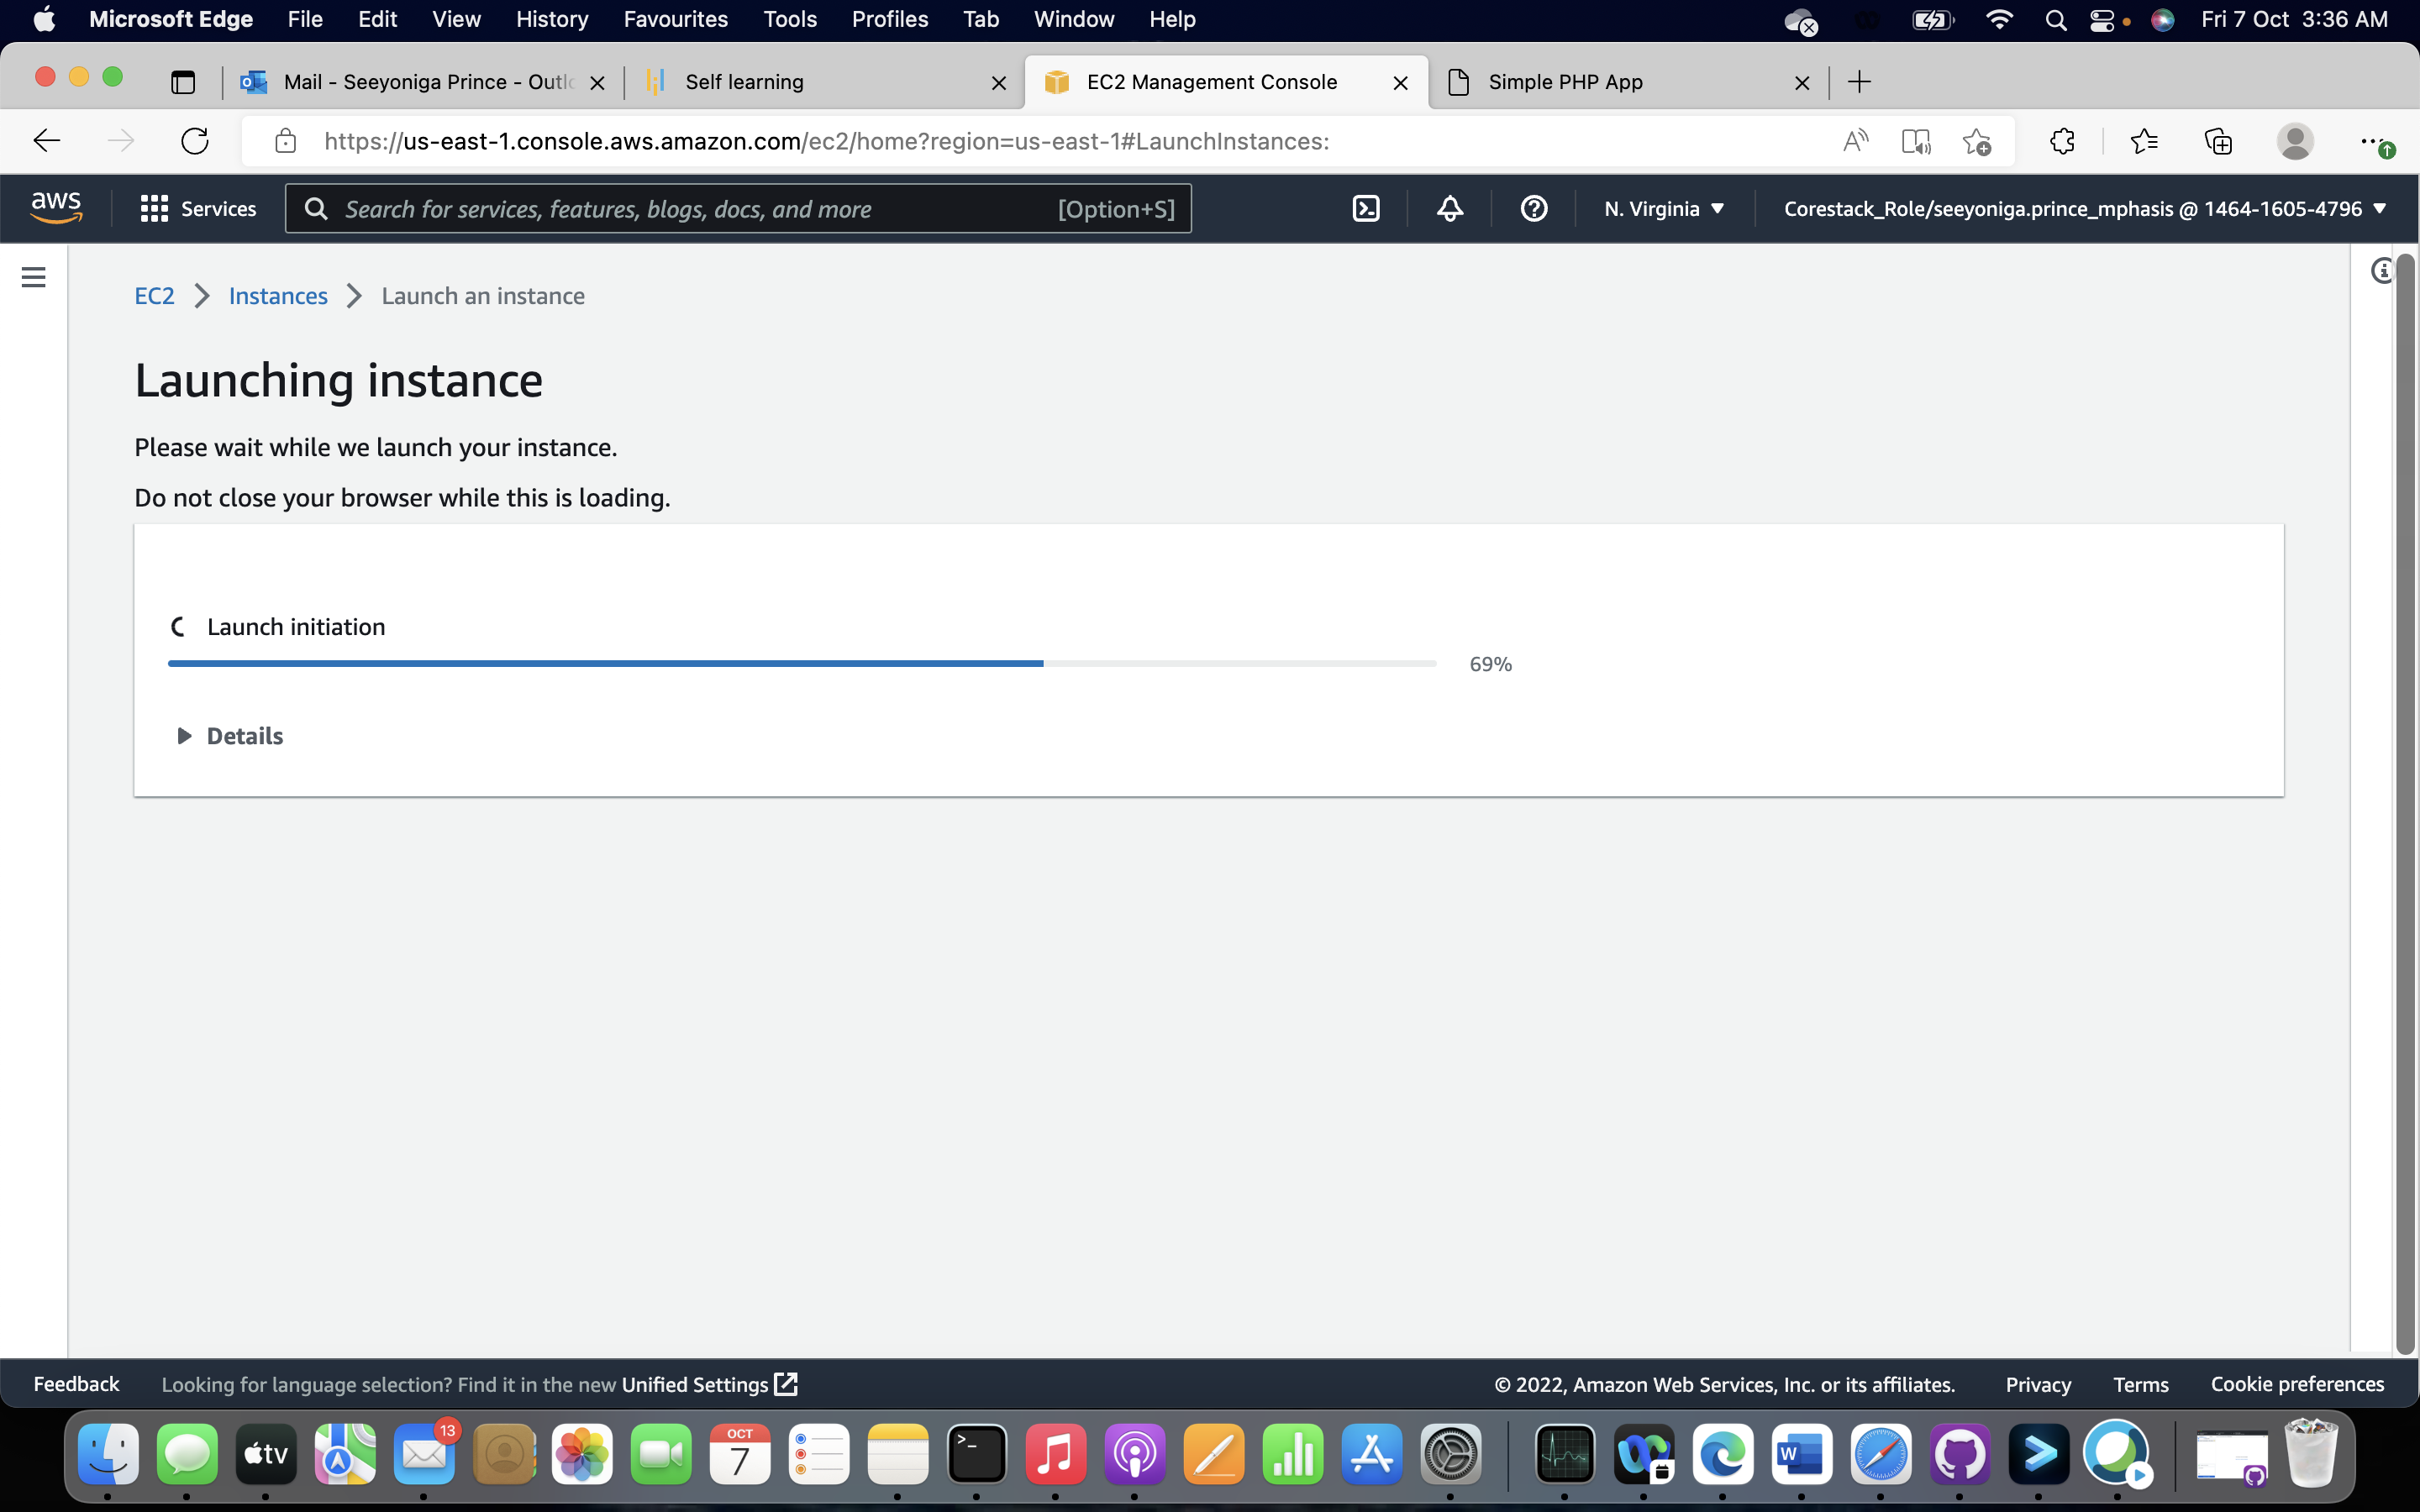 Microsoft Edge File Edit View History Favourites Tools Profiles Tab Window Help Fri 7 Oct 3:36 AM
Mail - Seeyoniga Prince - Outlo Self learning EC2 Management Console Simple PHP App
https://us-east-1.console.aws.amazon.com/ec2/home?region=us-east-1#LaunchInstances:
aws Services Search for services, features, blogs, docs, and more [Option+S] N. Virginia Corestack_Role/seeyoniga.prince_mphasis @ 1464-1605-4796
EC2 Instances Launch an instance
Launching instance
Please wait while we launch your instance.
Do not close your browser while this is loading.
Launch initiation
69%
Details
Feedback Looking for language selection? Find it in the new Unified Settings © 2022, Amazon Web Services, Inc. or its affiliates. Privacy Terms Cookie preferences
tv 13 OCT 7 >_ W